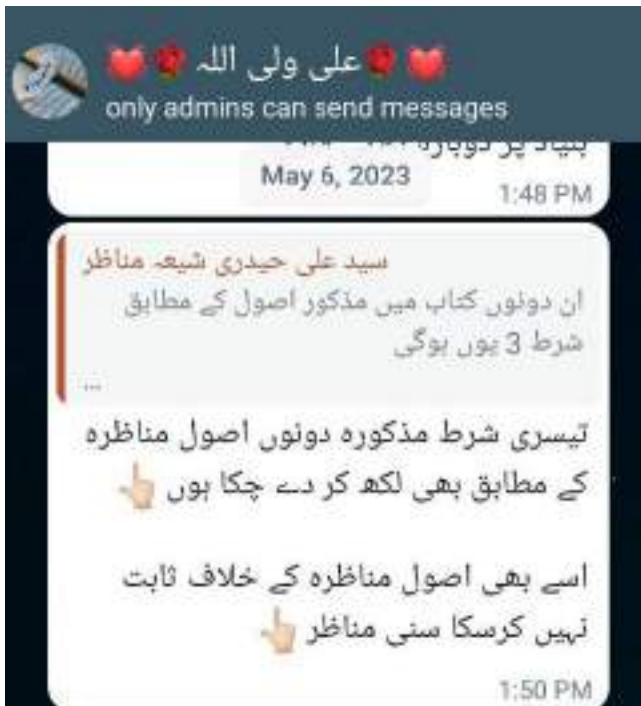 علی ولی اللہ
only admins can send messages
بنیاد پر دوبارہ
May 6, 2023
1:48 PM
سید علی حیدری شیعہ مناظر
ان دونوں کتاب میں مذکور اصول کے مطابق
شرط 3 یوں ہوگی
...
تیسری شرط مذکورہ دونوں اصول مناظرہ
کے مطابق بھی لکھ کر دے چکا ہوں 👆🏻
اسے بھی اصول مناظرہ کے خلاف ثابت
نہیں کرسکا سنی مناظر 👆🏻
1:50 PM